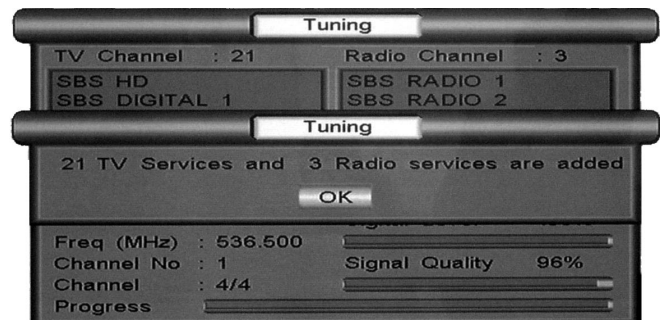 Tuning
TV Channel : 21 Radio Channel : 3
SBS HD SBS RADIO 1
SBS DIGITAL 1 SBS RADIO 2
Tuning
21 TV Services and 3 Radio services are added
OK
Freq (MHz) : 536.500
Channel No : 1 Signal Quality 96%
Channel : 4/4
Progress